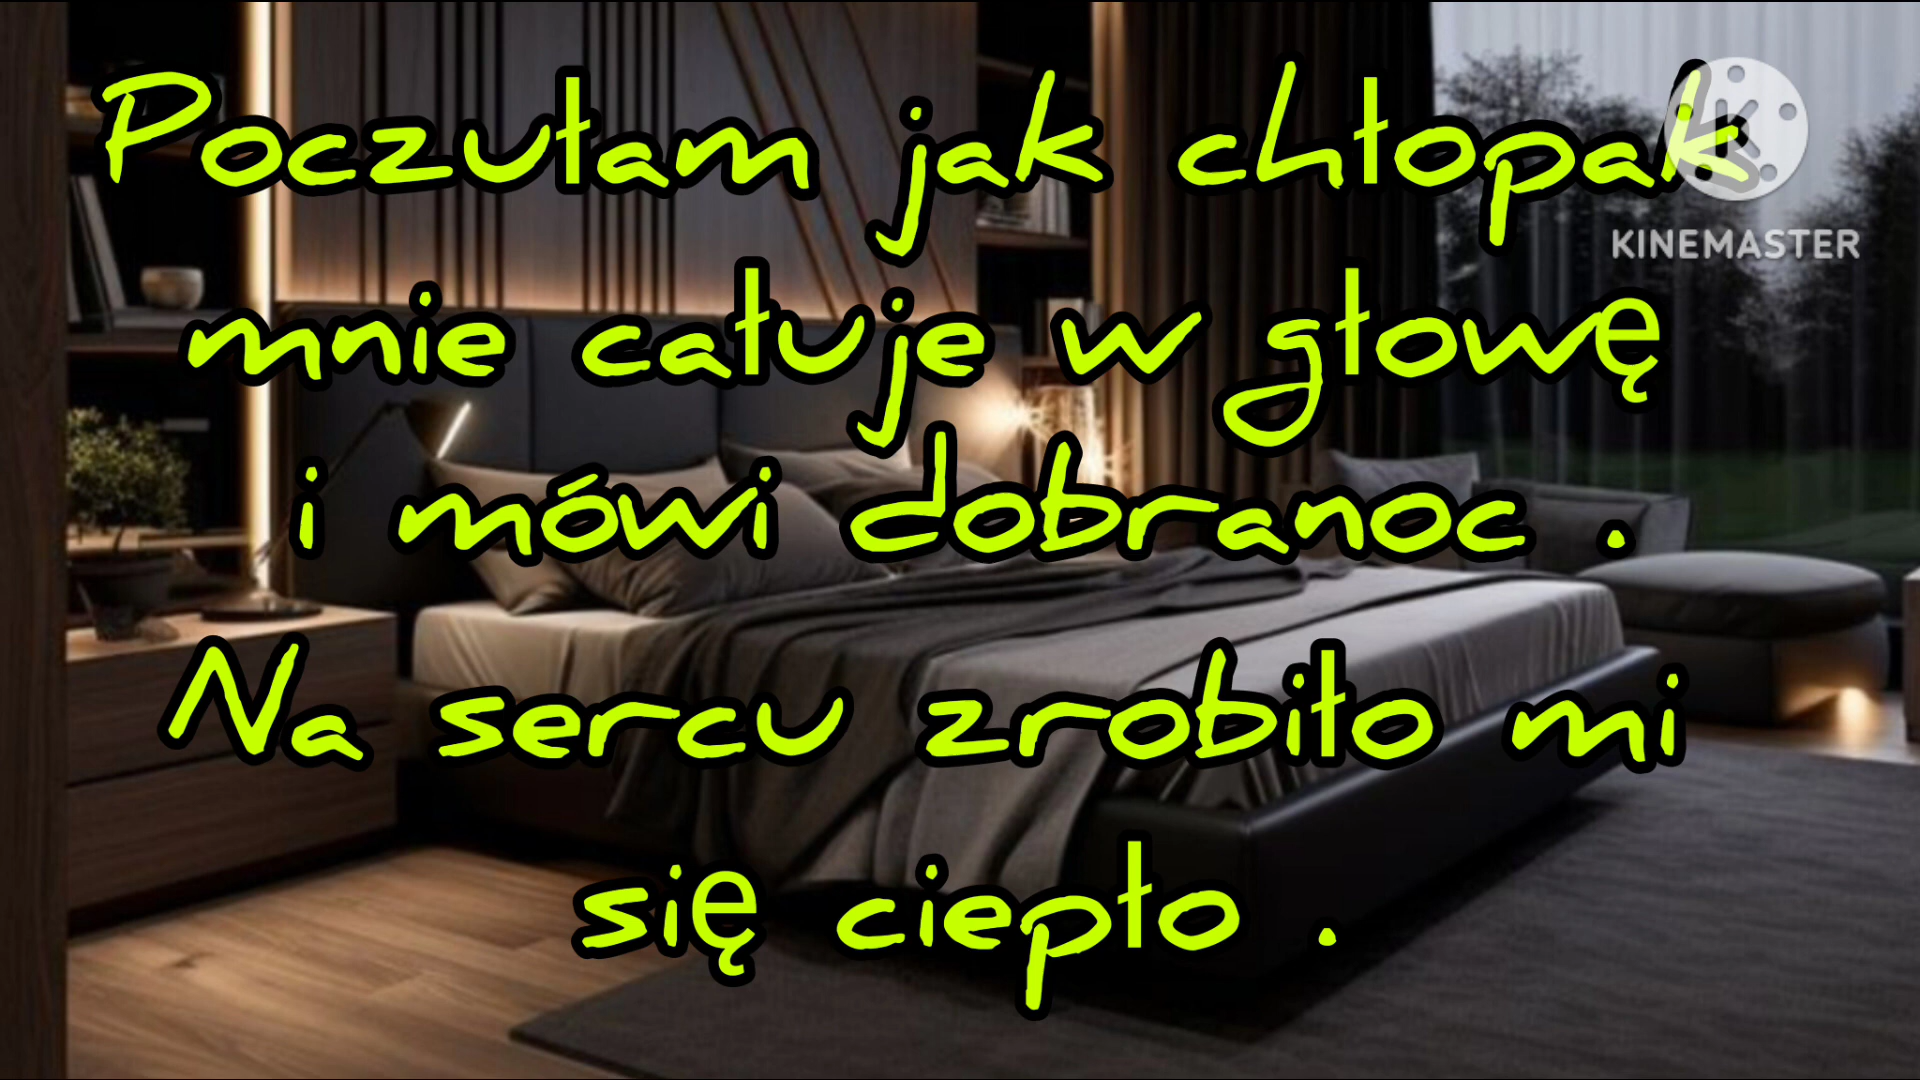 Poczułam jak chłopak
KINEMASTER
mnie całuje w głowę
i mówi dobranoc .
Na sercu zrobiło mi
się ciepło .